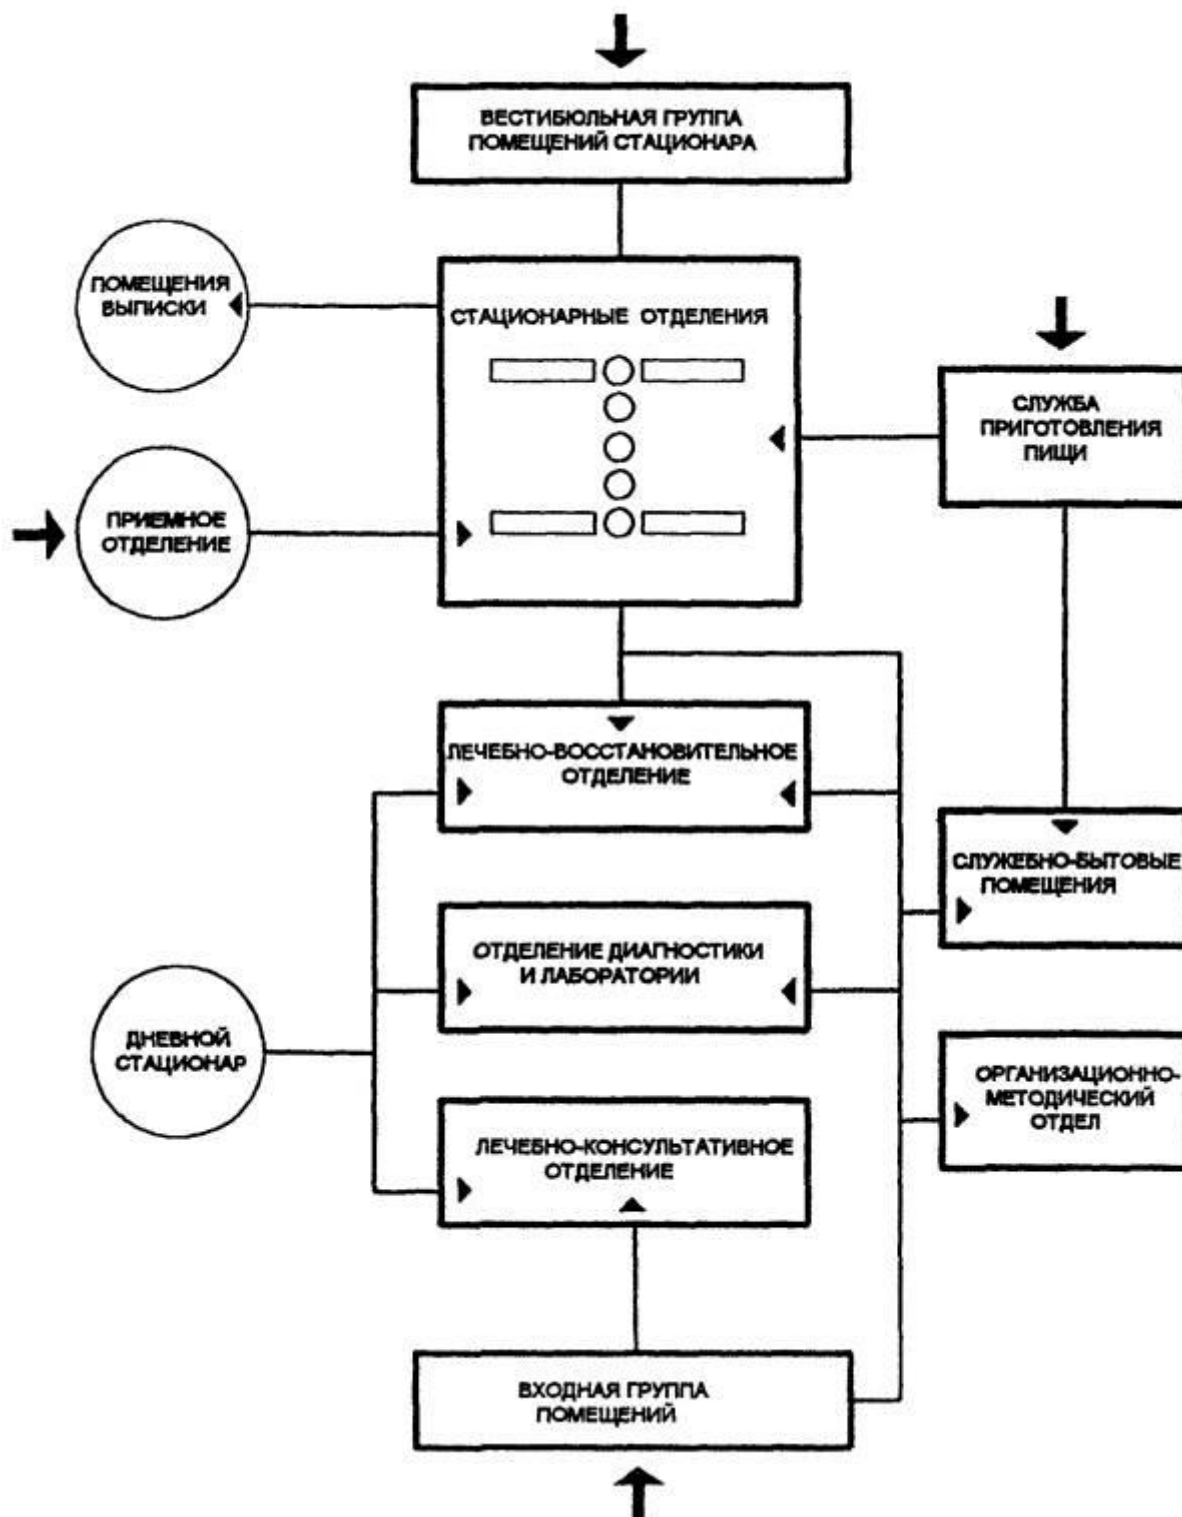 ВЕСТИБЮЛЬНАЯ ГРУППА
ПОМЕЩЕНИЙ СТАЦИОНАРА
ПОМЕЩЕНИЯ
ВЫПИСКИ
СТАЦИОНАРНЫЕ ОТДЕЛЕНИЯ
СЛУЖБА
ПРИГОТОВЛЕНИЯ
ПИЩИ
ПРИЕМНОЕ
ОТДЕЛЕНИЕ
ЛЕЧЕБНО-ВОССТАНОВИТЕЛЬНОЕ
ОТДЕЛЕНИЕ
СЛУЖЕБНО-БЫТОВЫЕ
ПОМЕЩЕНИЯ
ОТДЕЛЕНИЕ ДИАГНОСТИКИ
И ЛАБОРАТОРИИ
ДНЕВНОЙ
СТАЦИОНАР
ОРГАНИЗАЦИОННО-
МЕТОДИЧЕСКИЙ
ОТДЕЛ
ЛЕЧЕБНО-КОНСУЛЬТАТИВНОЕ
ОТДЕЛЕНИЕ
ВХОДНАЯ ГРУППА
ПОМЕЩЕНИЙ